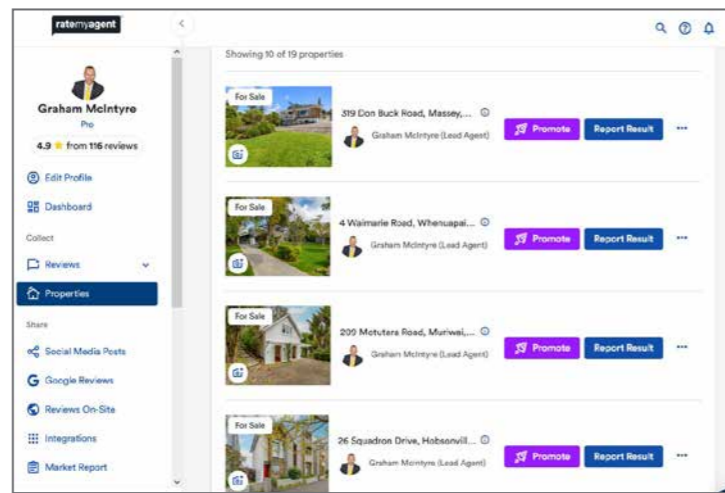 ratemyagent
Graham McIntyre
Pro
4.9 from 116 reviews
Edit Profile
Dashboard
Collect
Reviews
Properties
Share
Social Media Posts
Google Reviews
Reviews On-Site
Integrations
Market Report
Showing 10 of 19 properties
For Sale
319 Don Buck Road, Massey,...
Graham McIntyre (Lead Agent)
Promote
Report Result
For Sale
4 Waimarie Road, Whenuapai...
Graham McIntyre (Lead Agent)
Promote
Report Result
For Sale
209 Motutara Road, Muriwai,...
Graham McIntyre (Lead Agent)
Promote
Report Result
For Sale
26 Squadron Drive, Hobsonvill...
Graham McIntyre (Lead Agent)
Promote
Report Result